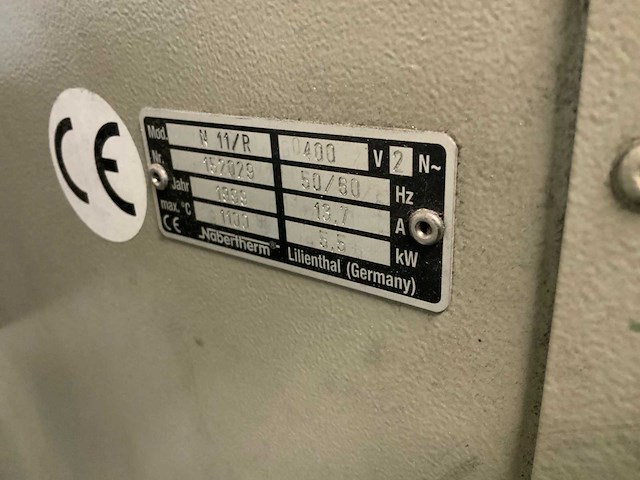 CE
Mod. N 11/R 400 V 2 N~
Nr. 157029 50/60 Hz
Jahr 1999 13.7 A
max. °C 1100 5.5 kW
CE Nabertherm® Lilienthal (Germany)